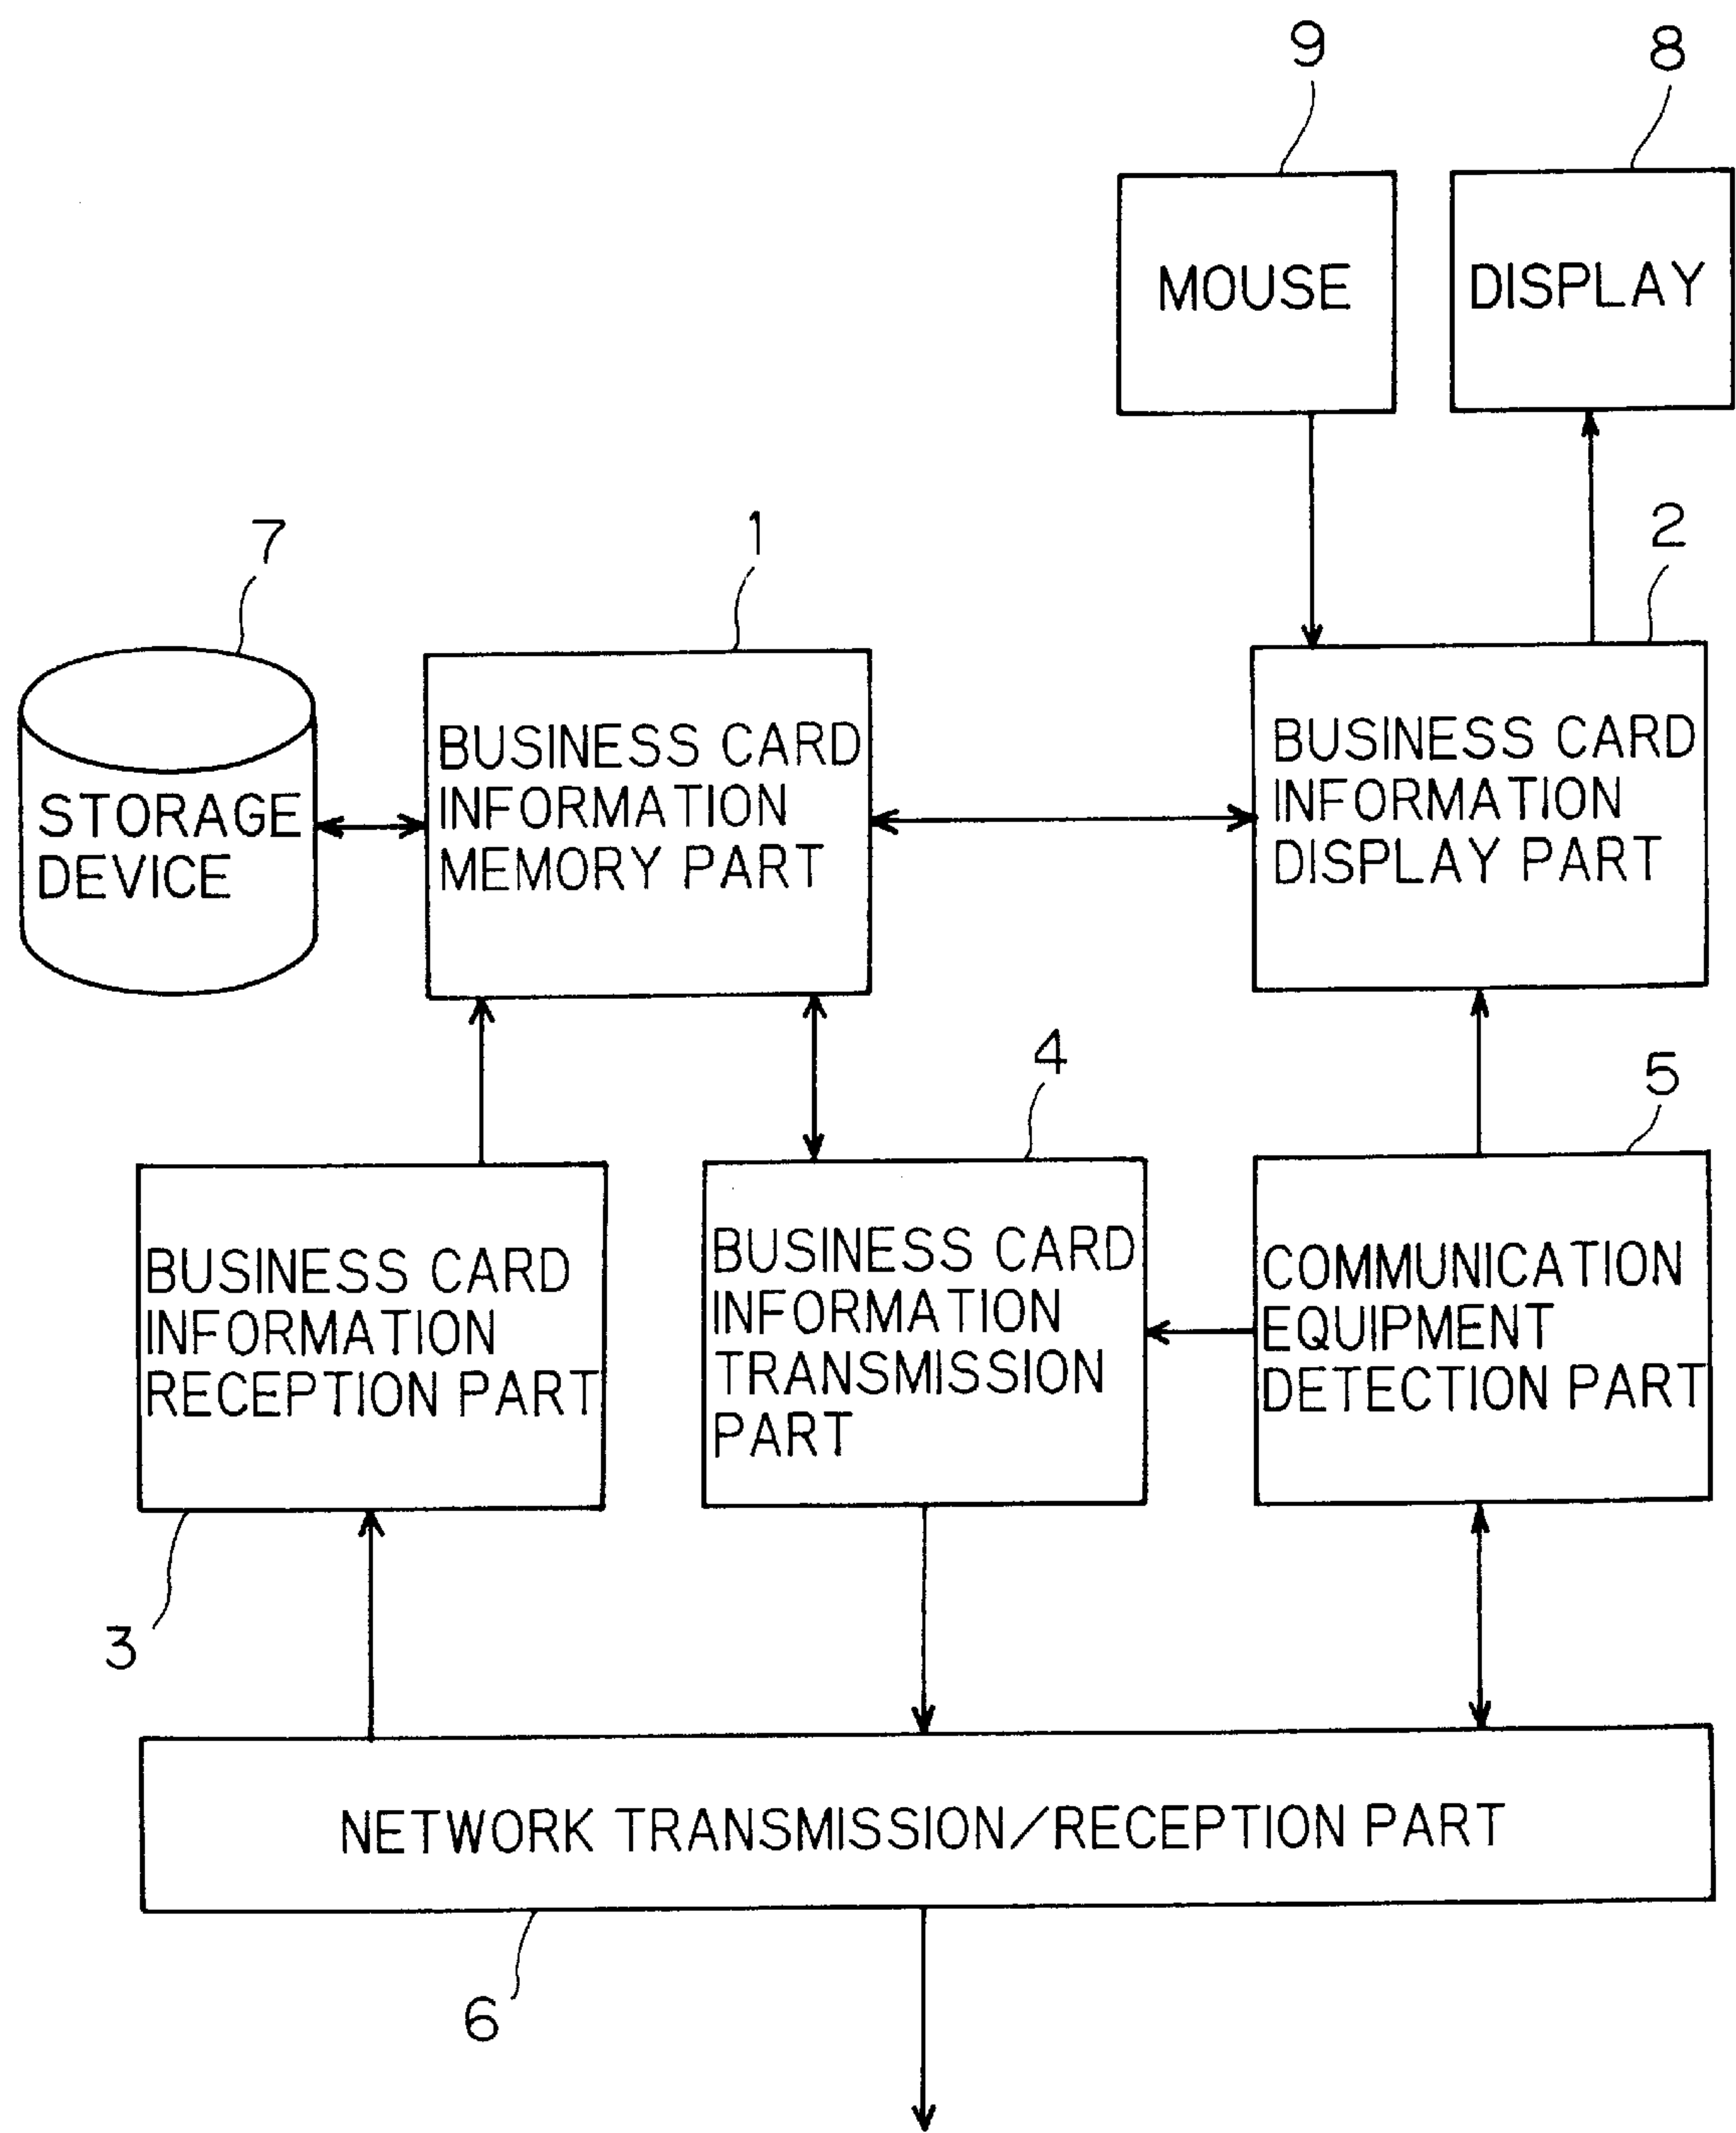 9
8
MOUSE
DISPLAY
7
1
2
STORAGE
DEVICE
BUSINESS CARD
INFORMATION
MEMORY PART
BUSINESS CARD
INFORMATION
DISPLAY PART
4
5
BUSINESS CARD
INFORMATION
RECEPTION PART
BUSINESS CARD
INFORMATION
TRANSMISSION
PART
COMMUNICATION
EQUIPMENT
DETECTION PART
3
NETWORK TRANSMISSION/RECEPTION PART
6